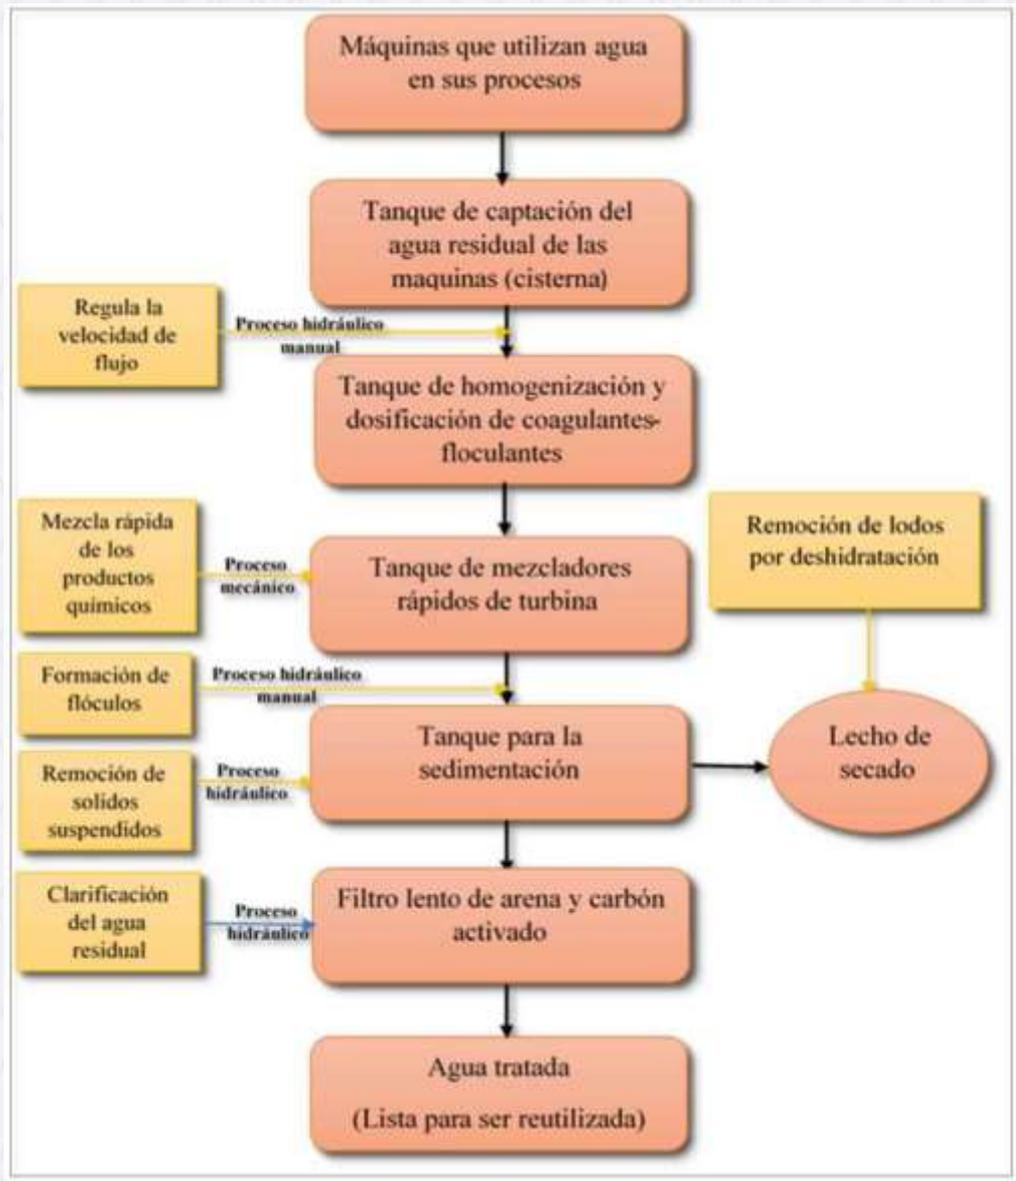 Máquinas que utilizan agua
en sus procesos
Tanque de captación del
agua residual de las
maquinas (cisterna)
Regula la
velocidad de
flujo
Proceso hidráulico
manual
Tanque de homogenización y
dosificación de coagulantes-
floculantes
Mezcla rápida
de los
productos
químicos
Proceso
mecánico
Tanque de mezcladores
rápidos de turbina
Remoción de lodos
por deshidratación
Formación de
flóculos
Proceso hidráulico
manual
Tanque para la
sedimentación
Lecho de
secado
Remoción de
solidos
suspendidos
Proceso
hidráulico
Clarificación
del agua
residual
Proceso
hidráulico
Filtro lento de arena y carbón
activado
Agua tratada
(Lista para ser reutilizada)